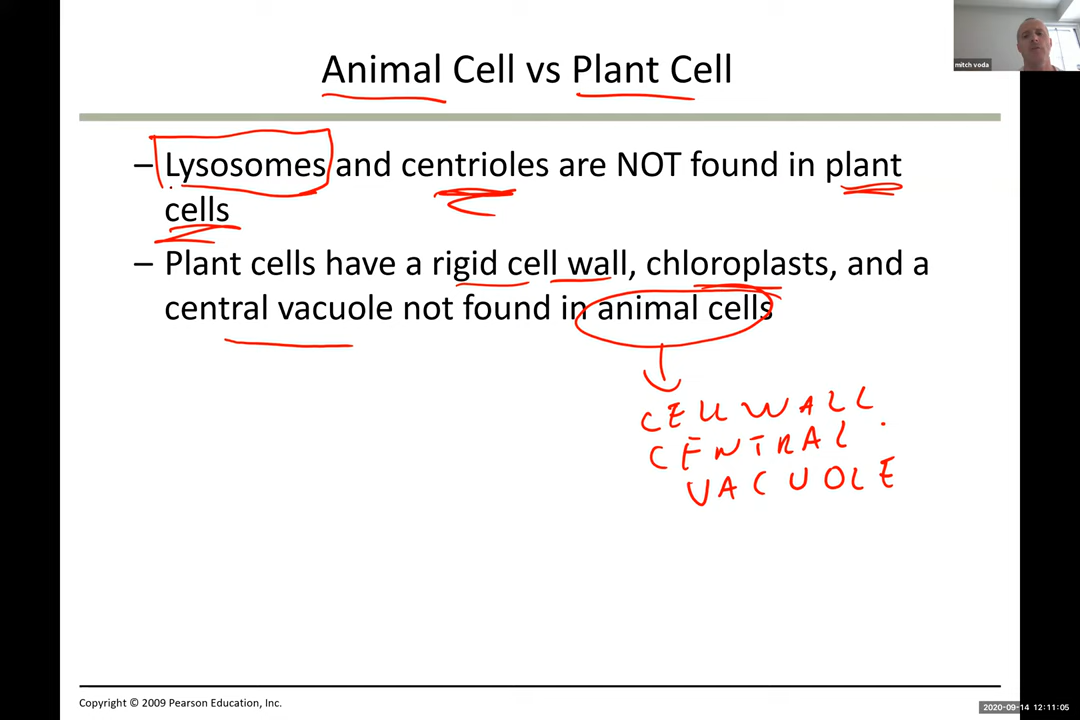 mitch voda
Animal Cell vs Plant Cell
– Lysosomes and centrioles are NOT found in plant
cells
– Plant cells have a rigid cell wall, chloroplasts, and a
central vacuole not found in animal cells
CELL WALL
CENTRAL
VACUOLE
Copyright © 2009 Pearson Education, Inc.
2020-09-14 12:11:05